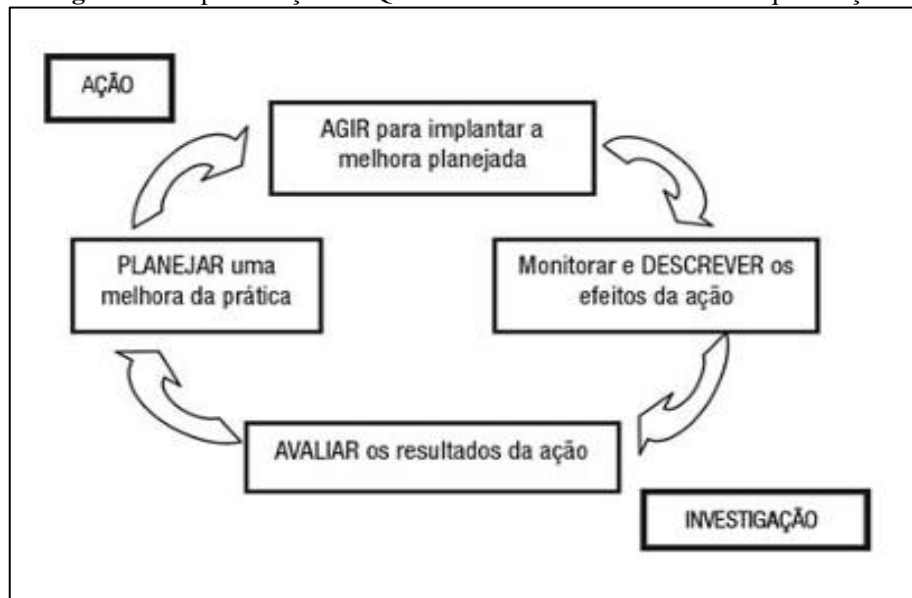 AÇÃO
AGIR para implantar a
melhora planejada
PLANEJAR uma
melhora da prática
Monitorar e DESCREVER os
efeitos da ação
AVALIAR os resultados da ação
INVESTIGAÇÃO